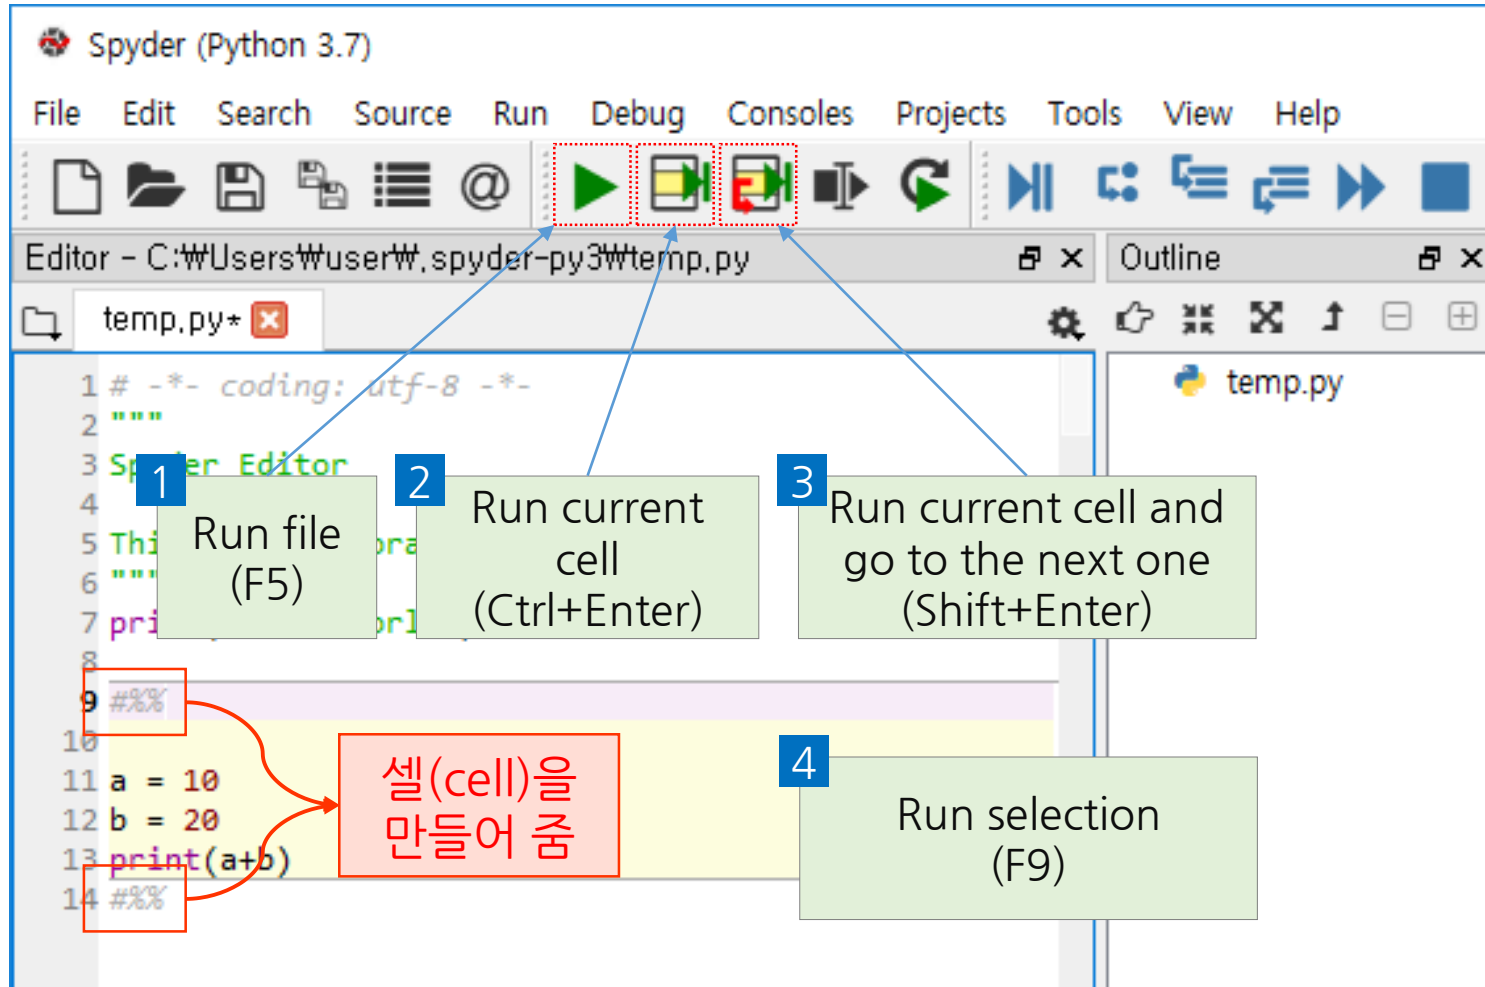 Spyder (Python 3.7)
File Edit Search Source Run Debug Consoles Projects Tools View Help
Editor - C:₩Users₩user₩.spyder-py3₩temp.py
Outline
temp.py*
temp.py
1 # -*- coding: utf-8 -*-
2 """
3 Spyder Editor
4
5
6 """
7
8
9 #%%
10
11 a = 10
12 b = 20
13 print(a+b)
14 #%%
1
Run file
(F5)
2
Run current
cell
(Ctrl+Enter)
3
Run current cell and
go to the next one
(Shift+Enter)
셀(cell)을
만들어 줌
4
Run selection
(F9)